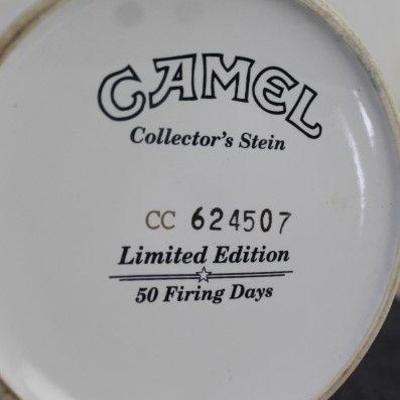 CAMEL
Collector's Stein
CC 624507
Limited Edition
50 Firing Days